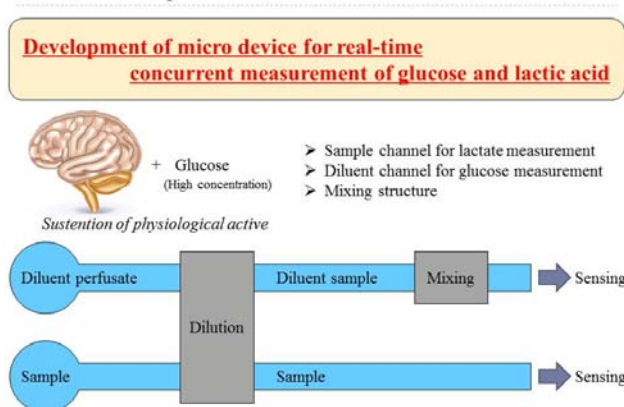 Development of micro device for real-time
concurrent measurement of glucose and lactic acid
+ Glucose
(High concentration)
Sustention of physiological active
➤ Sample channel for lactate measurement
➤ Diluent channel for glucose measurement
➤ Mixing structure
Diluent perfusate
Diluent sample
Mixing
Sensing
Dilution
Sample
Sample
Sensing